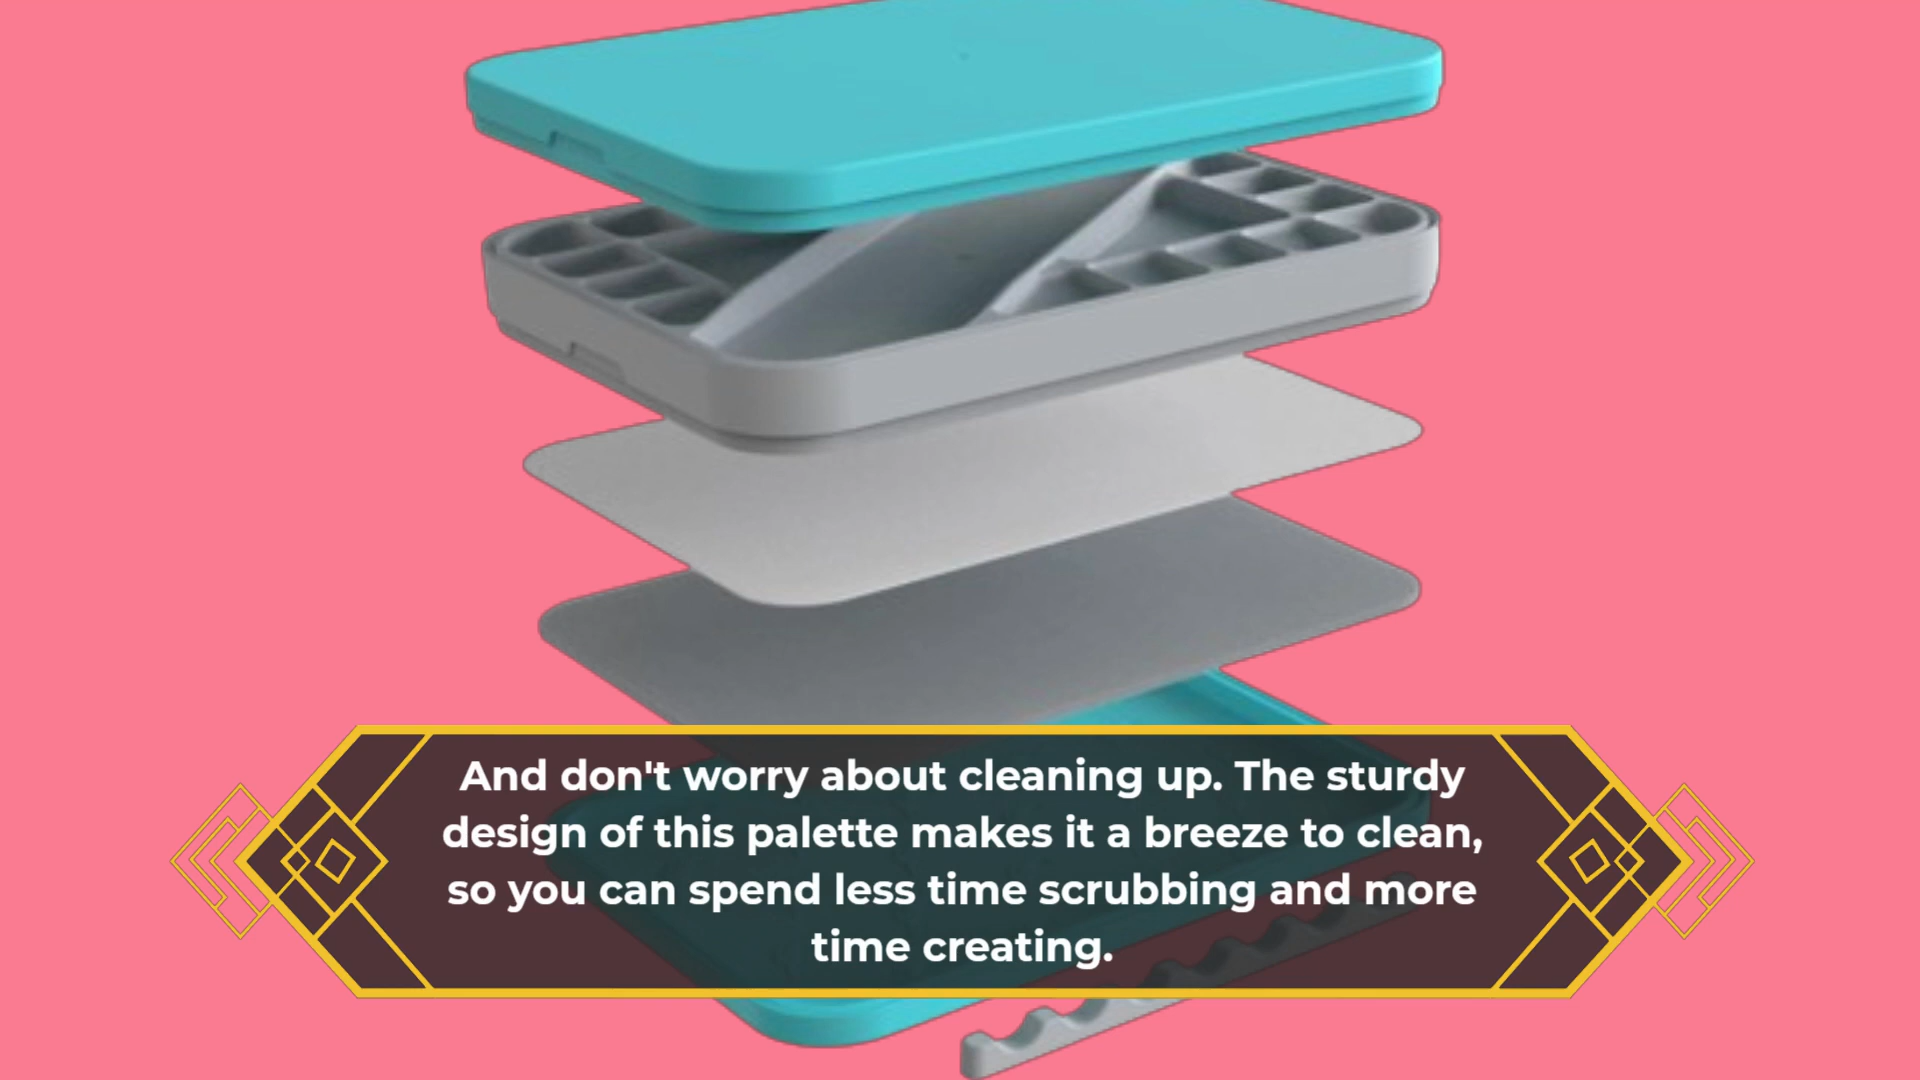 And don't worry about cleaning up. The sturdy
design of this palette makes it a breeze to clean,
so you can spend less time scrubbing and more
time creating.